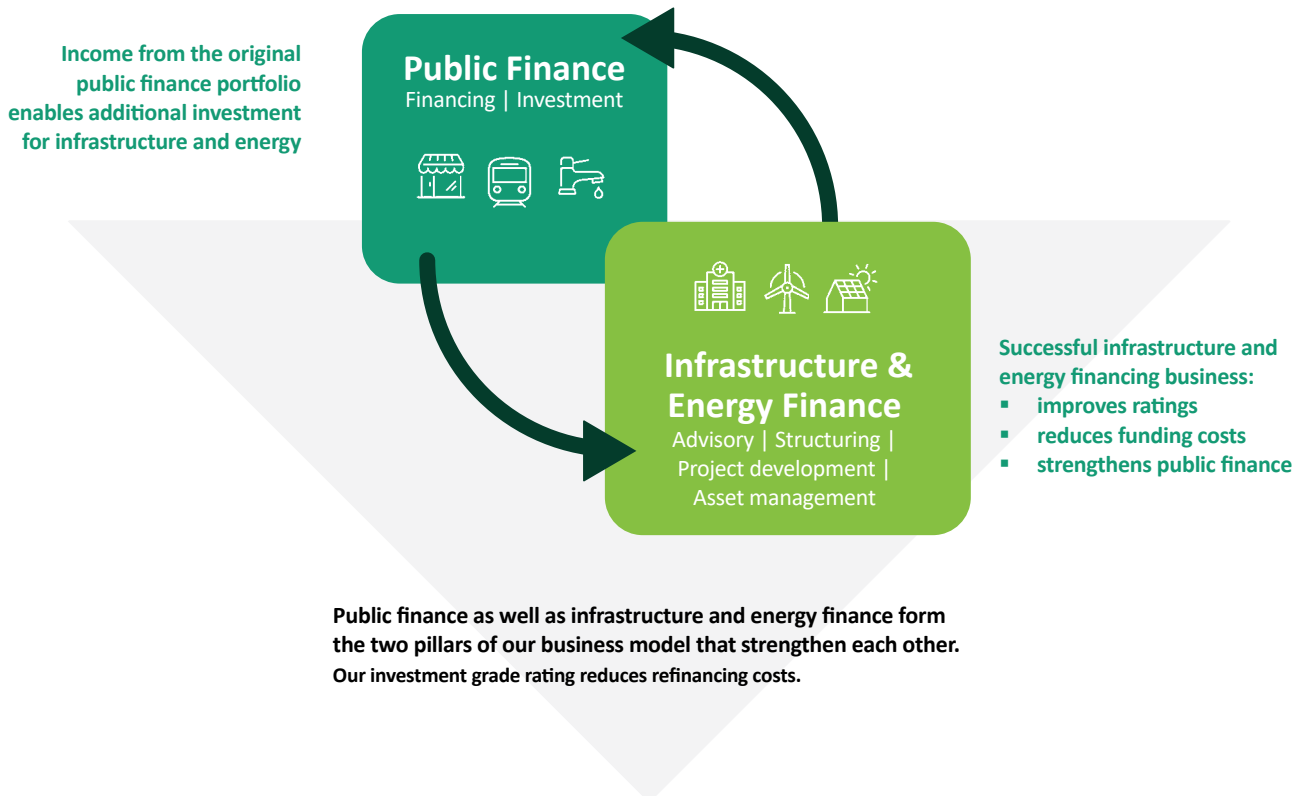 Income from the original
public finance portfolio
enables additional investment
for infrastructure and energy
Public Finance
Financing | Investment
Infrastructure &
Energy Finance
Advisory | Structuring |
Project development |
Asset management
Successful infrastructure and
energy financing business:
▪ improves ratings
▪ reduces funding costs
▪ strengthens public finance
Public finance as well as infrastructure and energy finance form
the two pillars of our business model that strengthen each other.
Our investment grade rating reduces refinancing costs.